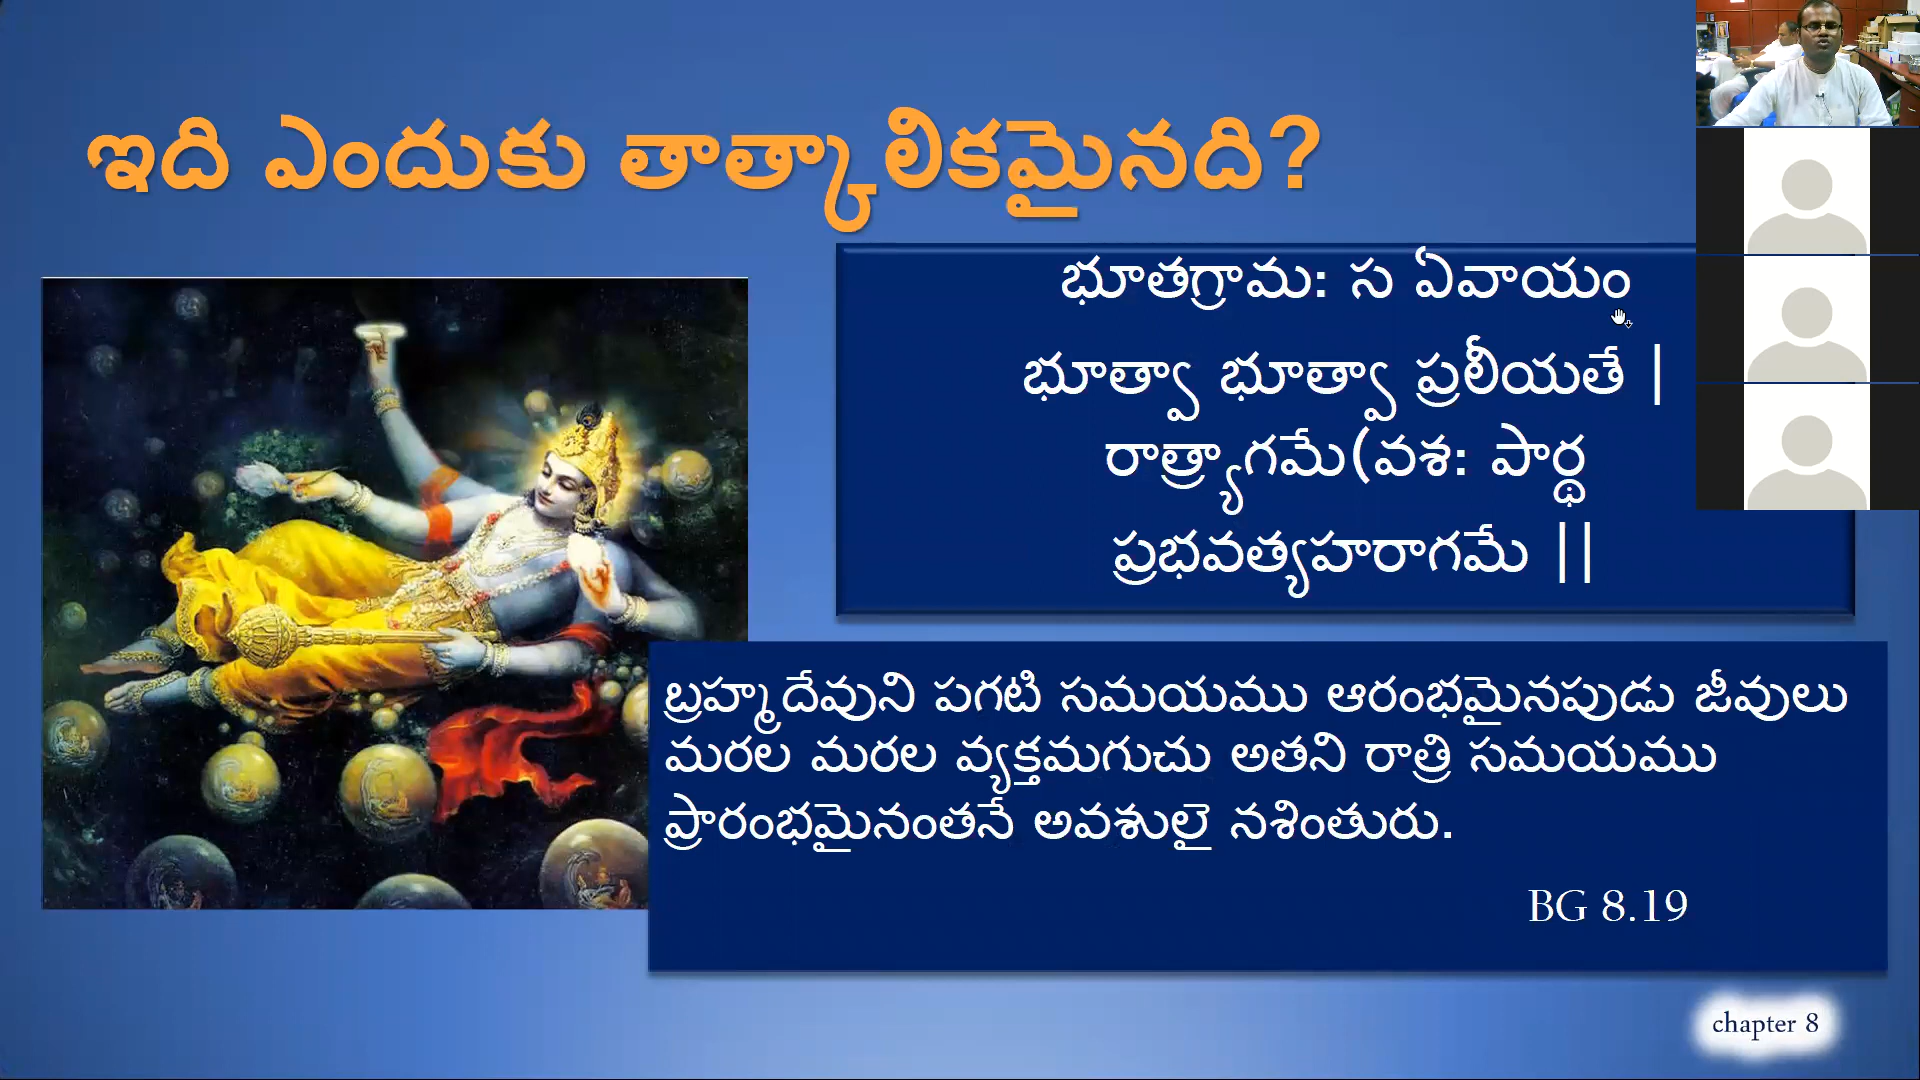 ఇది ఎందుకు తాత్కాలికమైనది?
భూతగ్రామ: స ఏవాయం
భూత్వా భూత్వా ప్రలీయతే |
రాత్ర్యాగమే(వశ: పార్థ
ప్రభవత్యహరాగమే ||
బ్రహ్మదేవుని పగటి సమయము ఆరంభమైనపుడు జీవులు
మరల మరల వ్యక్తమగుచు అతని రాత్రి సమయము
ప్రారంభమైనంతనే అవశులై నశింతురు.
BG 8.19
chapter 8